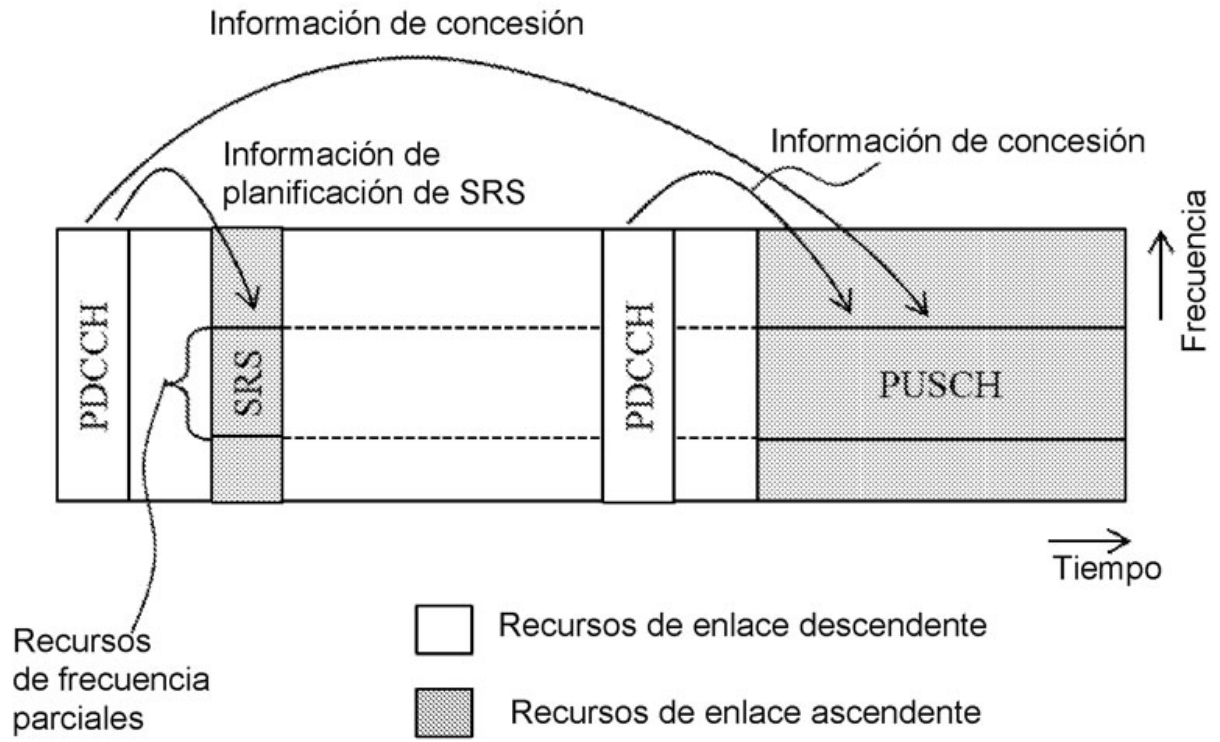 Información de concesión
Información de
planificación de SRS
Información de concesión
PDCCH
SRS
PDCCH
PUSCH
Frecuencia
Tiempo
Recursos
de frecuencia
parciales
Recursos de enlace descendente
Recursos de enlace ascendente